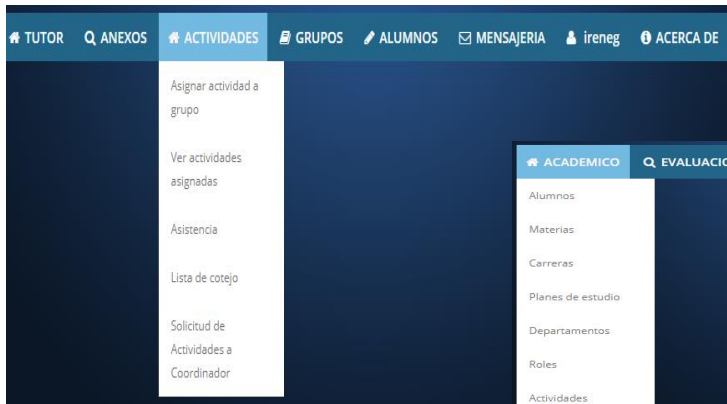 TUTOR ANEXOS ACTIVIDADES GRUPOS ALUMNOS MENSAJERIA ireneg ACERCA DE
Asignar actividad a
grupo
Ver actividades
asignadas
Asistencia
Lista de cotejo
Solicitud de
Actividades a
Coordinador
ACADEMICO EVALUACIO
Alumnos
Materias
Carreras
Planes de estudio
Departamentos
Roles
Actividades